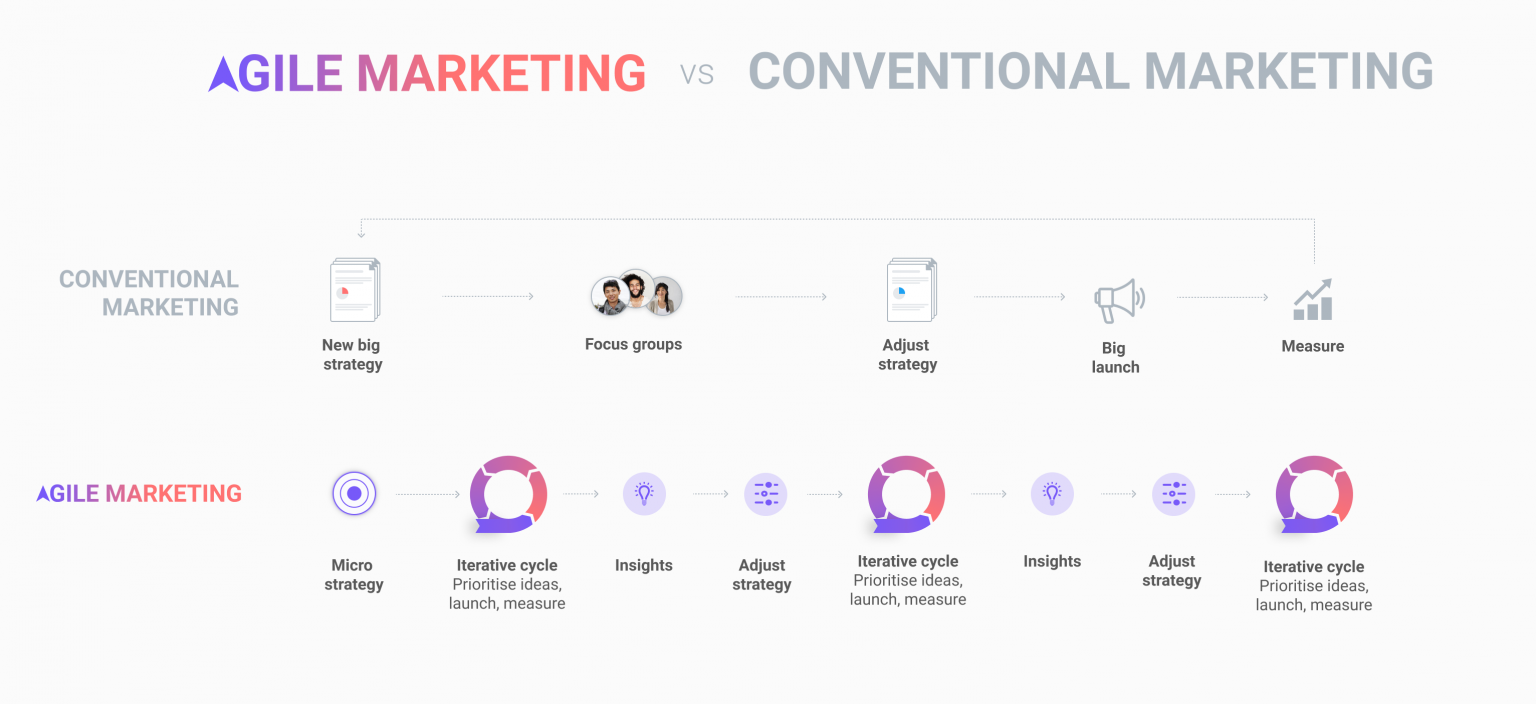 AGILE MARKETING vs CONVENTIONAL MARKETING
CONVENTIONAL
MARKETING
New big
strategy
Focus groups
Adjust
strategy
Big
launch
Measure
AGILE MARKETING
Micro
strategy
Iterative cycle
Prioritise ideas,
launch, measure
Insights
Adjust
strategy
Iterative cycle
Prioritise ideas,
launch, measure
Insights
Adjust
strategy
Iterative cycle
Prioritise ideas,
launch, measure